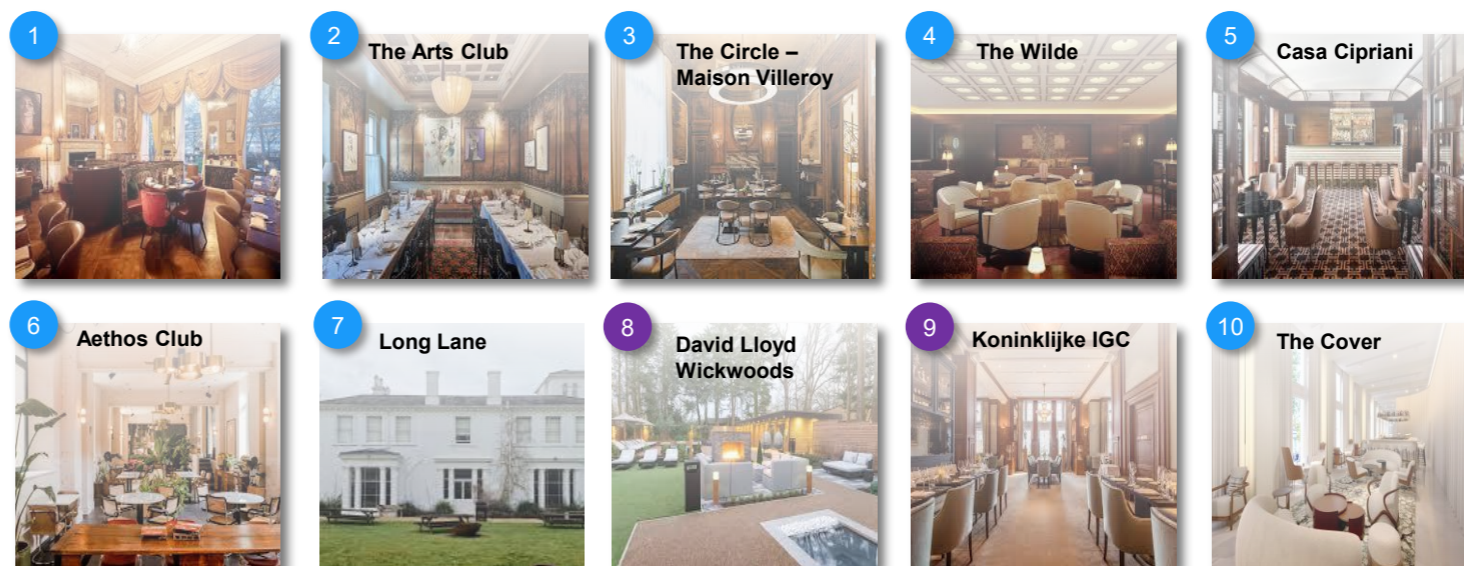 1
2
The Arts Club
3
The Circle –
Maison Villeroy
4
The Wilde
5
Casa Cipriani
6
Aethos Club
7
Long Lane
8
David Lloyd
Wickwoods
9
Koninklijke IGC
10
The Cover